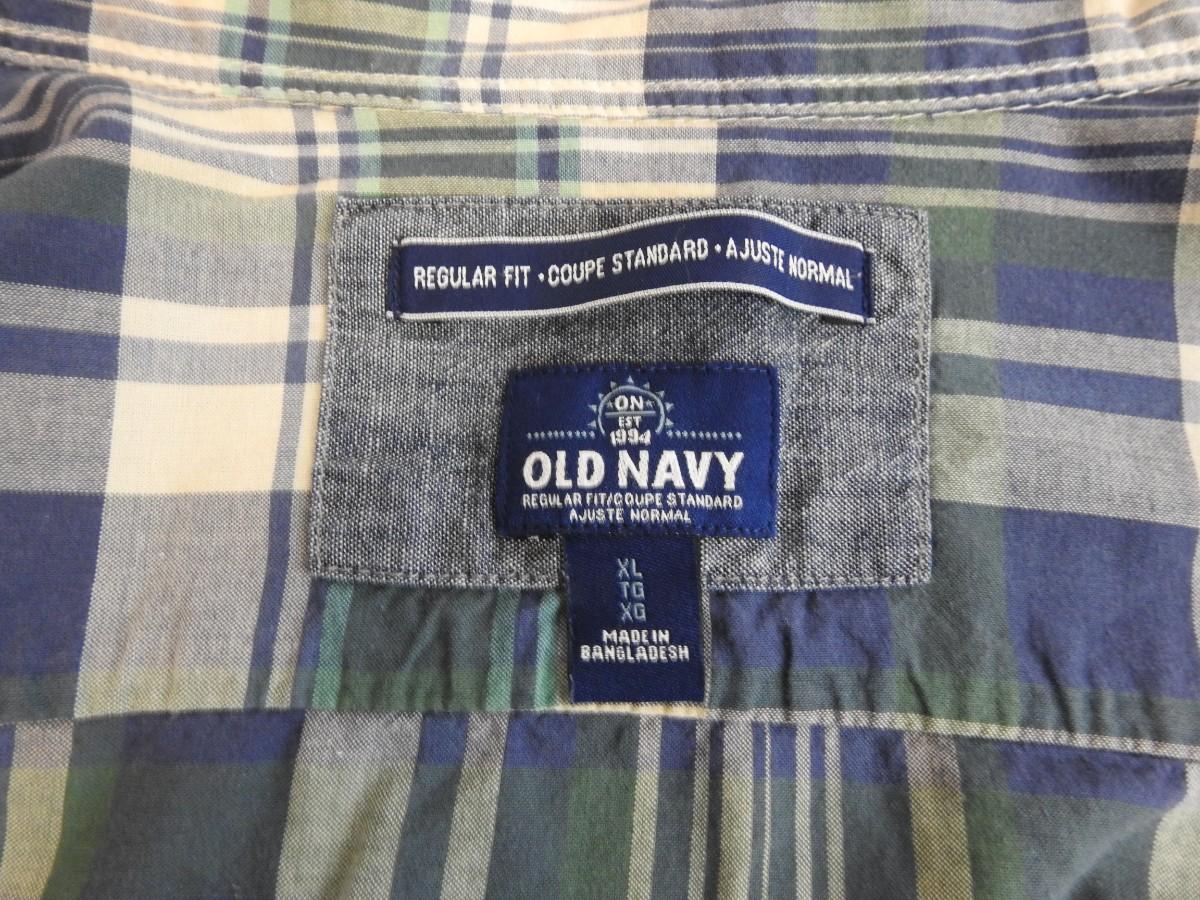 REGULAR FIT • COUPE STANDARD • AJUSTE NORMAL
ON
EST
1994
OLD NAVY
REGULAR FIT/COUPE STANDARD
AJUSTE NORMAL
XL
TG
XG
MADE IN
BANGLADESH